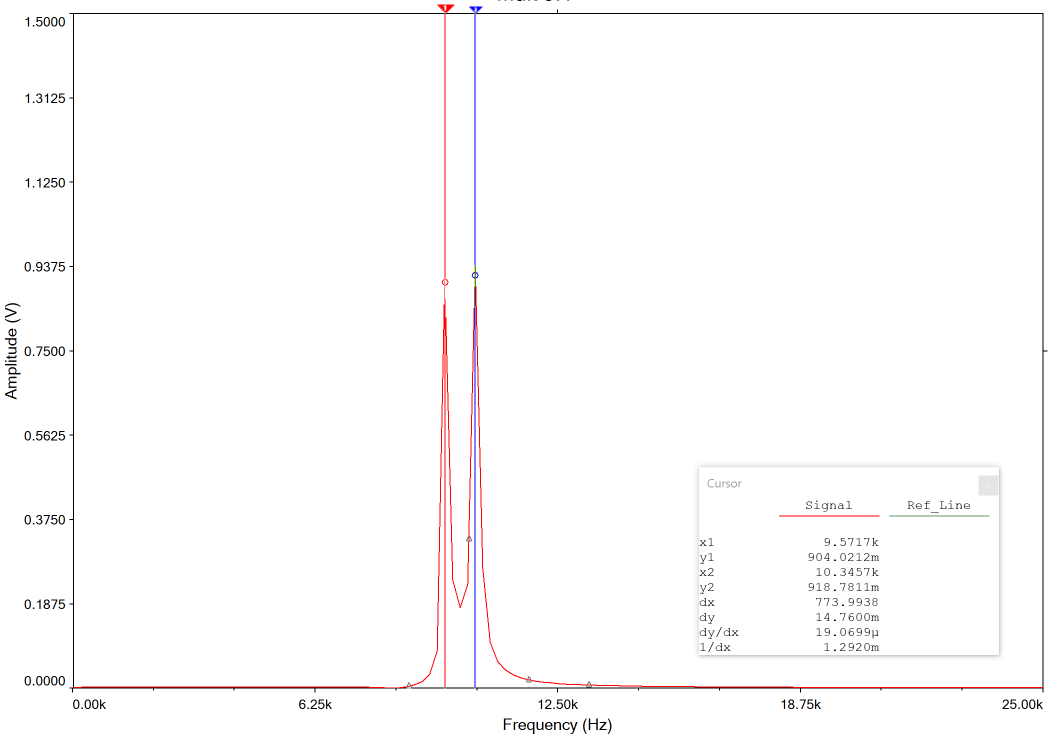 1.5000
1.3125
1.1250
0.9375
0.7500
0.5625
0.3750
0.1875
0.0000
Amplitude (V)
0.00k 6.25k 12.50k 18.75k 25.00k
Frequency (Hz)
Cursor
Signal Ref_Line
x1 9.5717k
y1 904.0212m
x2 10.3457k
y2 918.7811m
dx 773.9938
dy 14.7600m
dy/dx 19.0699µ
1/dx 1.2920m